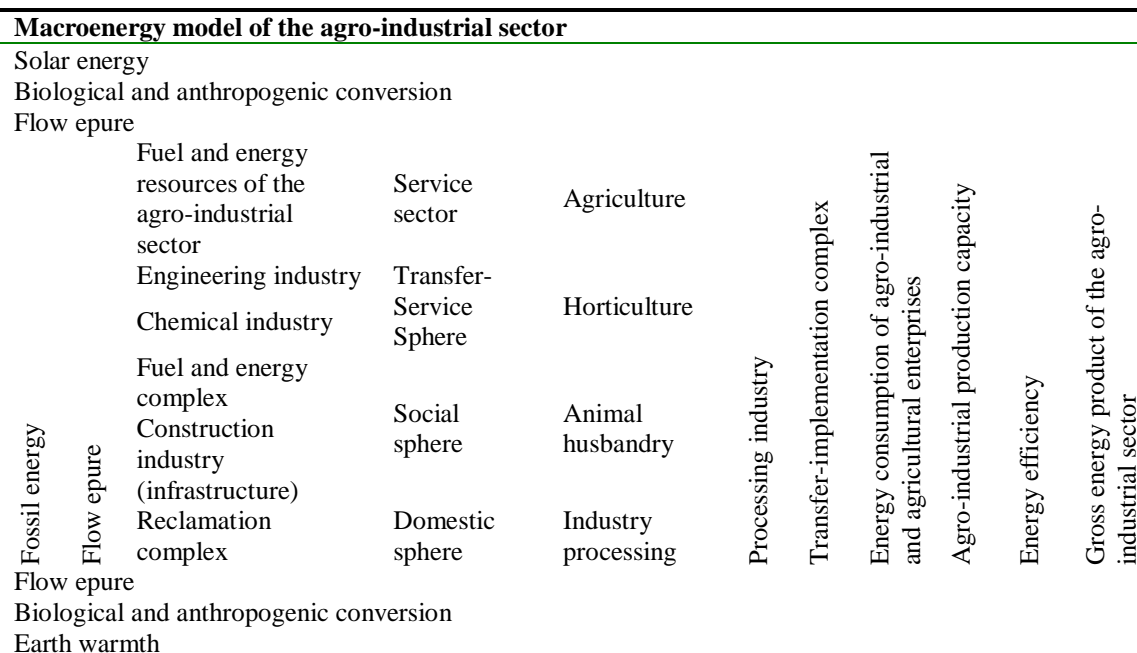 Macroenergy model of the agro-industrial sector
Solar energy
Biological and anthropogenic conversion
Flow epure
Fossil energy
Flow epure
Fuel and energy
resources of the
agro-industrial
sector
Engineering industry
Chemical industry
Fuel and energy
complex
Construction
industry
(infrastructure)
Reclamation
complex
Service
sector
Transfer-
Service
Sphere
Social
sphere
Domestic
sphere
Agriculture
Horticulture
Animal
husbandry
Industry
processing
Processing industry
Transfer-implementation complex
Energy consumption of agro-industrial
and agricultural enterprises
Agro-industrial production capacity
Energy efficiency
Gross energy product of the agro-
industrial sector
Flow epure
Biological and anthropogenic conversion
Earth warmth